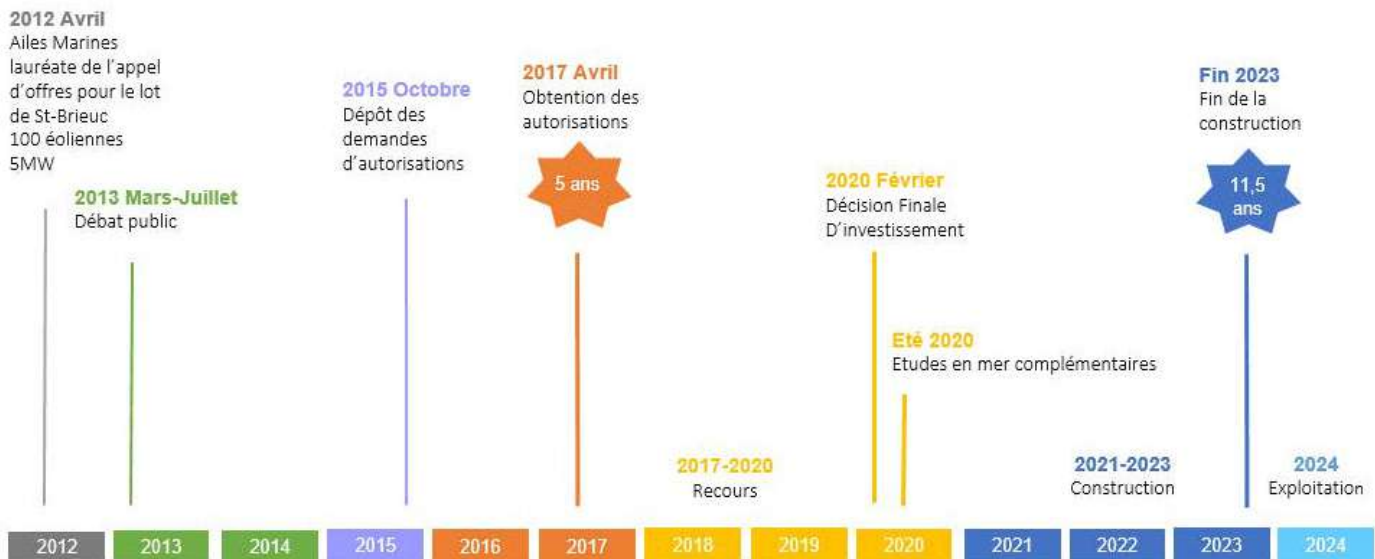 2012 Avril
Ailes Marines
lauréate de l'appel
d'offres pour le lot
de St-Brieuc
100 éoliennes
5MW
2013 Mars-Juillet
Débat public
2015 Octobre
Dépôt des
demandes
d'autorisations
2017 Avril
Obtention des
autorisations
5 ans
2020 Février
Décision Finale
D'investissement
Eté 2020
Etudes en mer complémentaires
Fin 2023
Fin de la
construction
11,5
ans
2017-2020
Recours
2021-2023
Construction
2024
Exploitation
2012 2013 2014 2015 2016 2017 2018 2019 2020 2021 2022 2023 2024